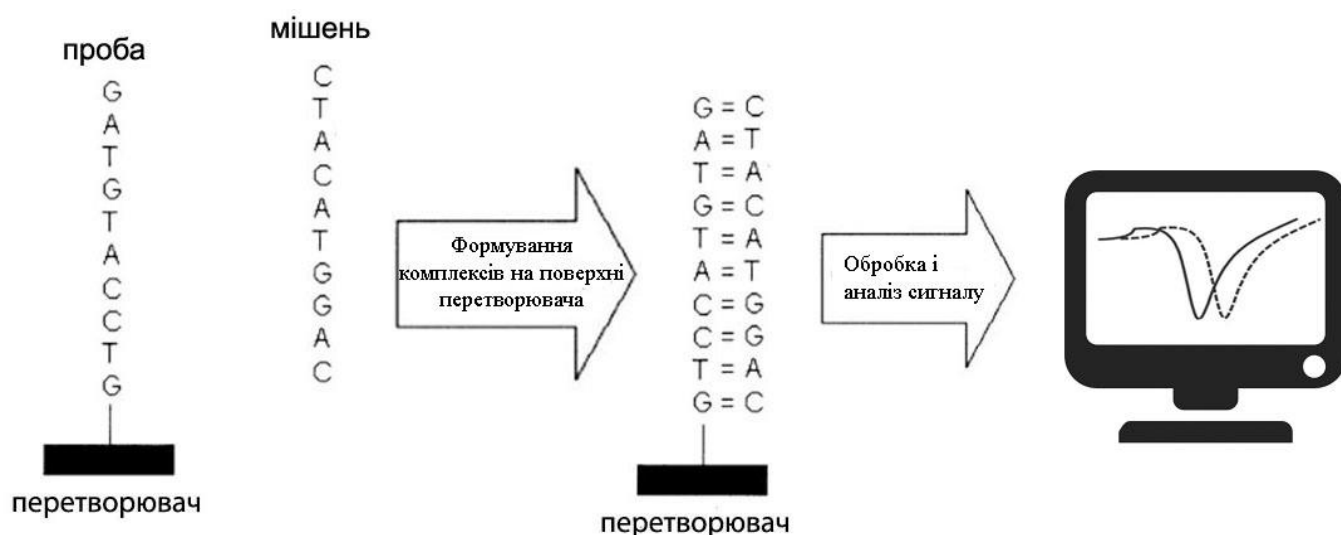 проба
G
A
T
G
T
A
C
C
T
G
перетворювач
мішень
C
T
A
C
A
T
G
G
A
C
Формування
комплексів на поверхні
перетворювача
G = C
A = T
T = A
G = C
T = A
A = T
C = G
C = G
T = A
G = C
перетворювач
Обробка і
аналіз сигналу